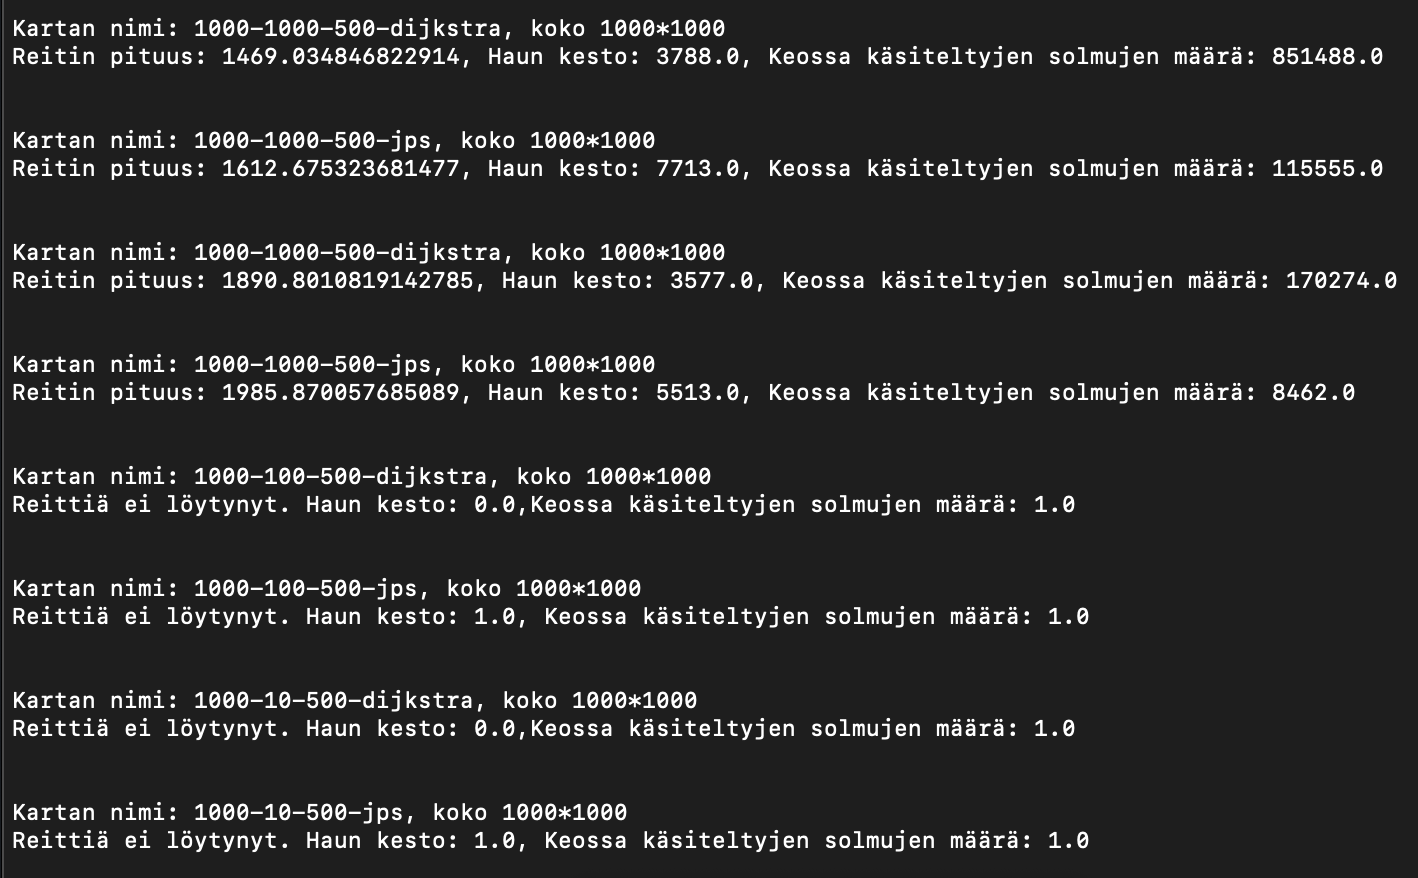 Kartan nimi: 1000-1000-500-dijkstra, koko 1000*1000
Reitin pituus: 1469.034846822914, Haun kesto: 3788.0, Keossa käsiteltyjen solmujen määrä: 851488.0
Kartan nimi: 1000-1000-500-jps, koko 1000*1000
Reitin pituus: 1612.675323681477, Haun kesto: 7713.0, Keossa käsiteltyjen solmujen määrä: 115555.0
Kartan nimi: 1000-1000-500-dijkstra, koko 1000*1000
Reitin pituus: 1890.8010819142785, Haun kesto: 3577.0, Keossa käsiteltyjen solmujen määrä: 170274.0
Kartan nimi: 1000-1000-500-jps, koko 1000*1000
Reitin pituus: 1985.870057685089, Haun kesto: 5513.0, Keossa käsiteltyjen solmujen määrä: 8462.0
Kartan nimi: 1000-100-500-dijkstra, koko 1000*1000
Reittiä ei löytynyt. Haun kesto: 0.0,Keossa käsiteltyjen solmujen määrä: 1.0
Kartan nimi: 1000-100-500-jps, koko 1000*1000
Reittiä ei löytynyt. Haun kesto: 1.0, Keossa käsiteltyjen solmujen määrä: 1.0
Kartan nimi: 1000-10-500-dijkstra, koko 1000*1000
Reittiä ei löytynyt. Haun kesto: 0.0,Keossa käsiteltyjen solmujen määrä: 1.0
Kartan nimi: 1000-10-500-jps, koko 1000*1000
Reittiä ei löytynyt. Haun kesto: 1.0, Keossa käsiteltyjen solmujen määrä: 1.0